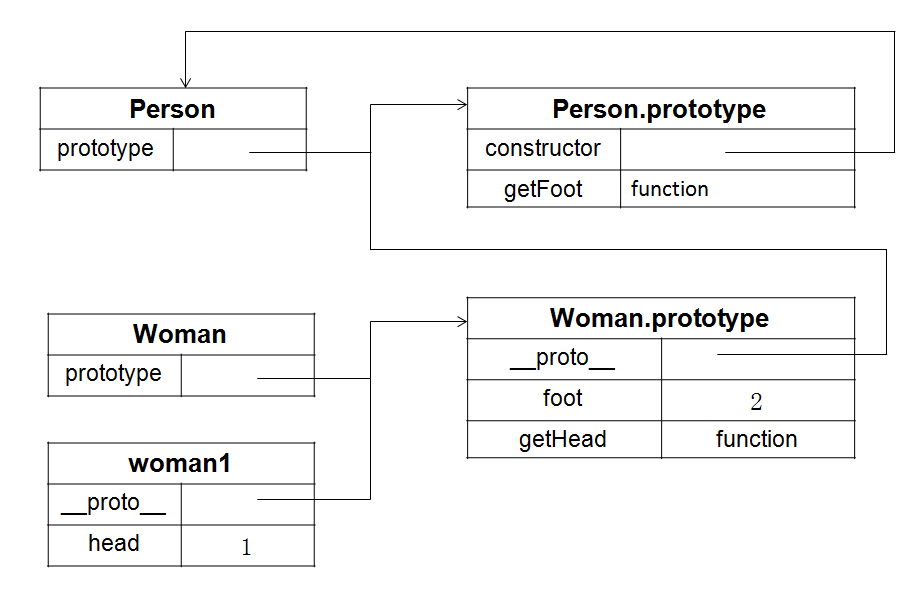 Person
prototype
Person.prototype
constructor
getFoot function
Woman
prototype
Woman.prototype
__proto__
foot 2
getHead function
woman1
__proto__
head 1